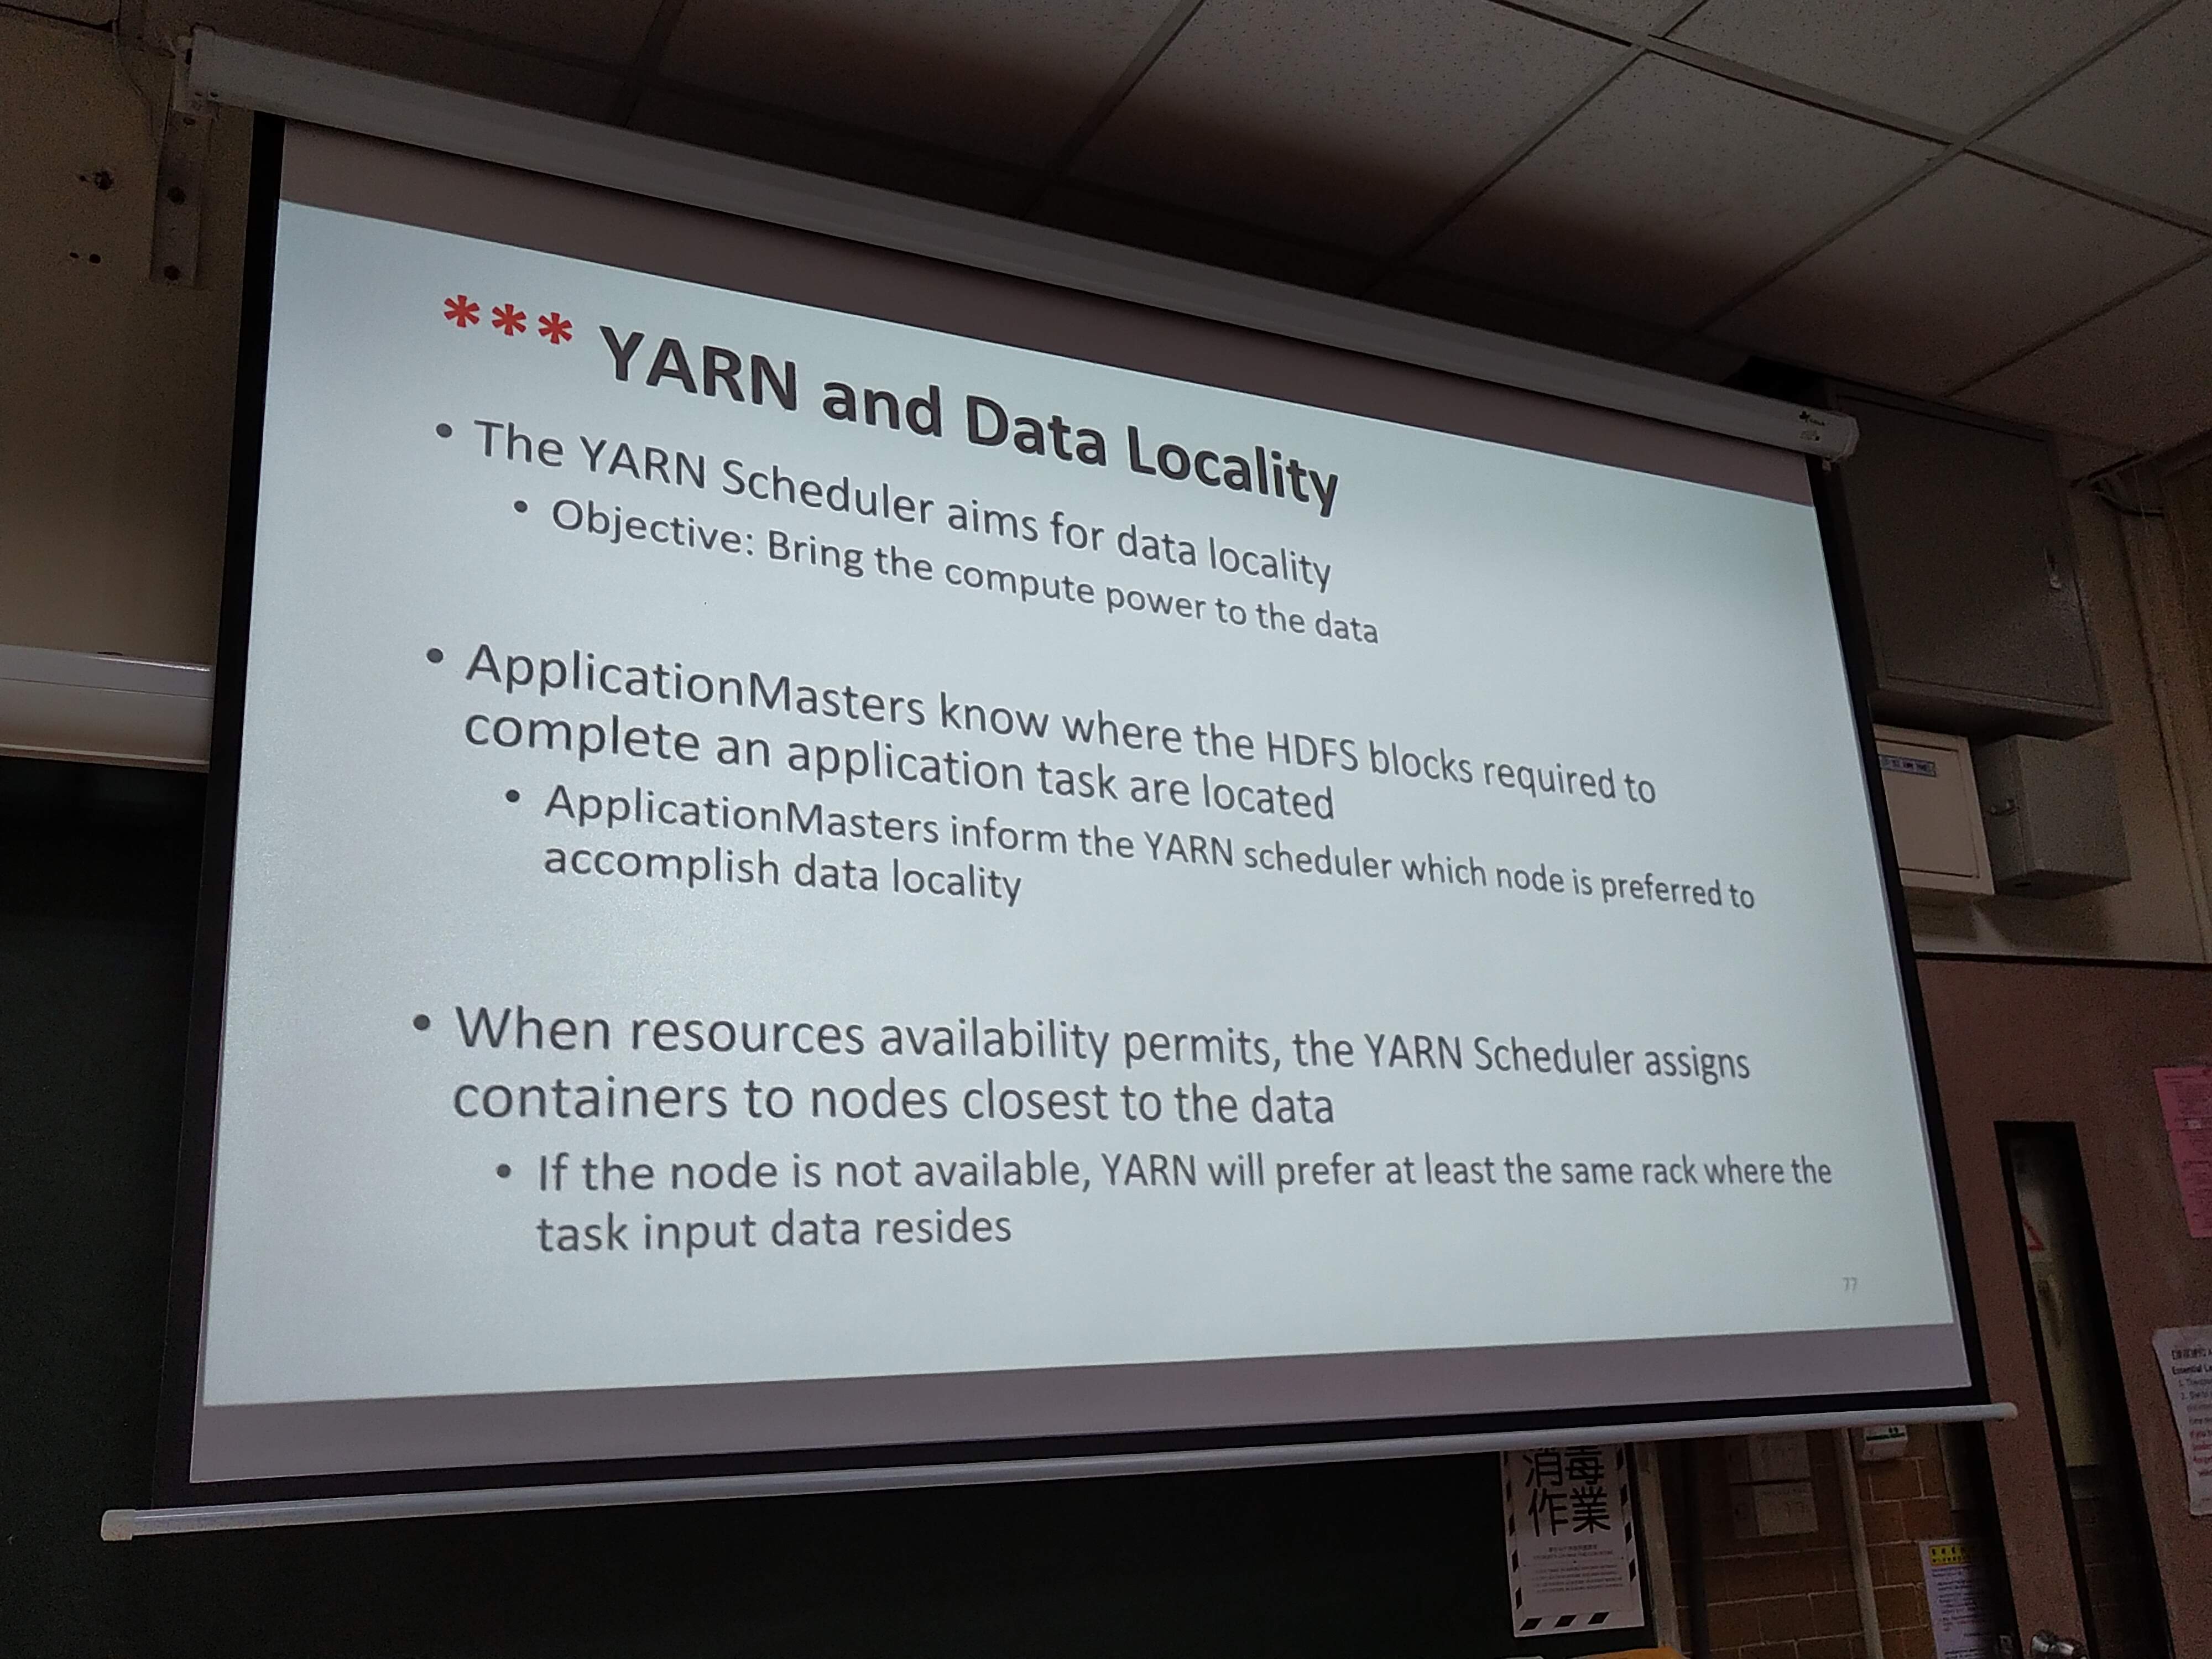 *** YARN and Data Locality
• The YARN Scheduler aims for data locality
• Objective: Bring the compute power to the data
• ApplicationMasters know where the HDFS blocks required to
complete an application task are located
• ApplicationMasters inform the YARN scheduler which node is preferred to
accomplish data locality
• When resources availability permits, the YARN Scheduler assigns
containers to nodes closest to the data
• If the node is not available, YARN will prefer at least the same rack where the
task input data resides
77
消毒
作業